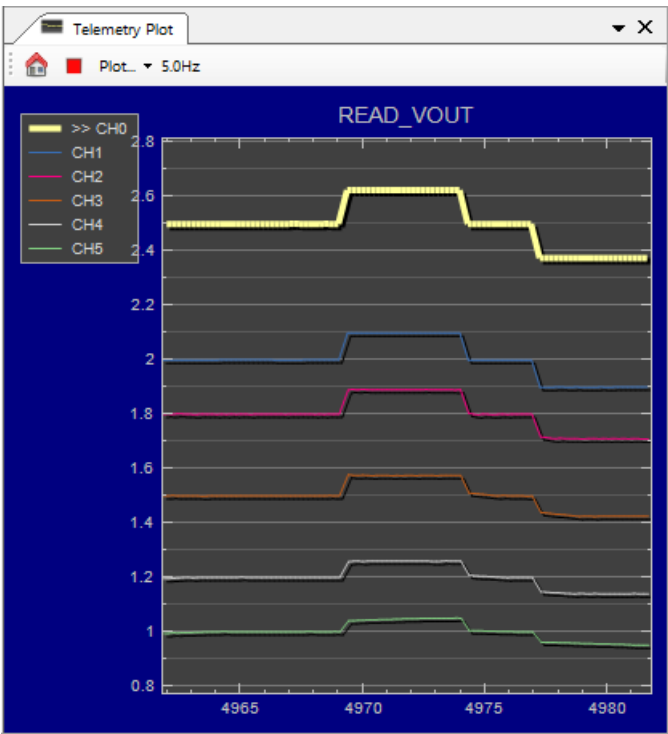 Telemetry Plot
Plot... 5.0Hz
READ_VOUT
>> CH0
CH1
CH2
CH3
CH4
CH5
2.8
2.6
2.4
2.2
2
1.8
1.6
1.4
1.2
1
0.8
4965 4970 4975 4980